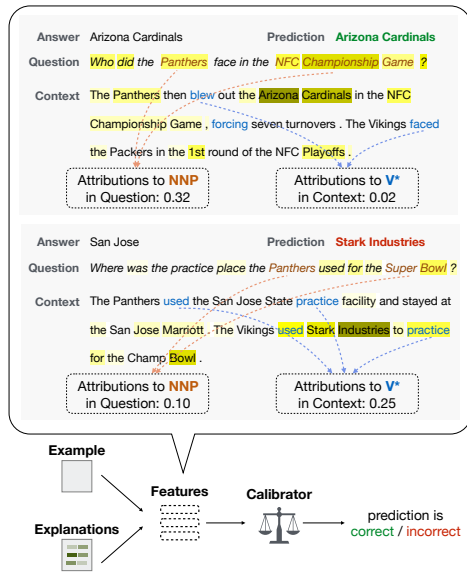 Answer Arizona Cardinals Prediction Arizona Cardinals
Question Who did the Panthers face in the NFC Championship Game ?
Context The Panthers then blew out the Arizona Cardinals in the NFC
Championship Game , forcing seven turnovers . The Vikings faced
the Packers in the 1st round of the NFC Playoffs .
Attributions to NNP
in Question: 0.32
Attributions to V*
in Context: 0.02
Answer San Jose Prediction Stark Industries
Question Where was the practice place the Panthers used for the Super Bowl ?
Context The Panthers used the San Jose State practice facility and stayed at
the San Jose Marriott . The Vikings used Stark Industries to practice
for the Champ Bowl .
Attributions to NNP
in Question: 0.10
Attributions to V*
in Context: 0.25
Example
Features
Calibrator
Explanations
prediction is
correct / incorrect